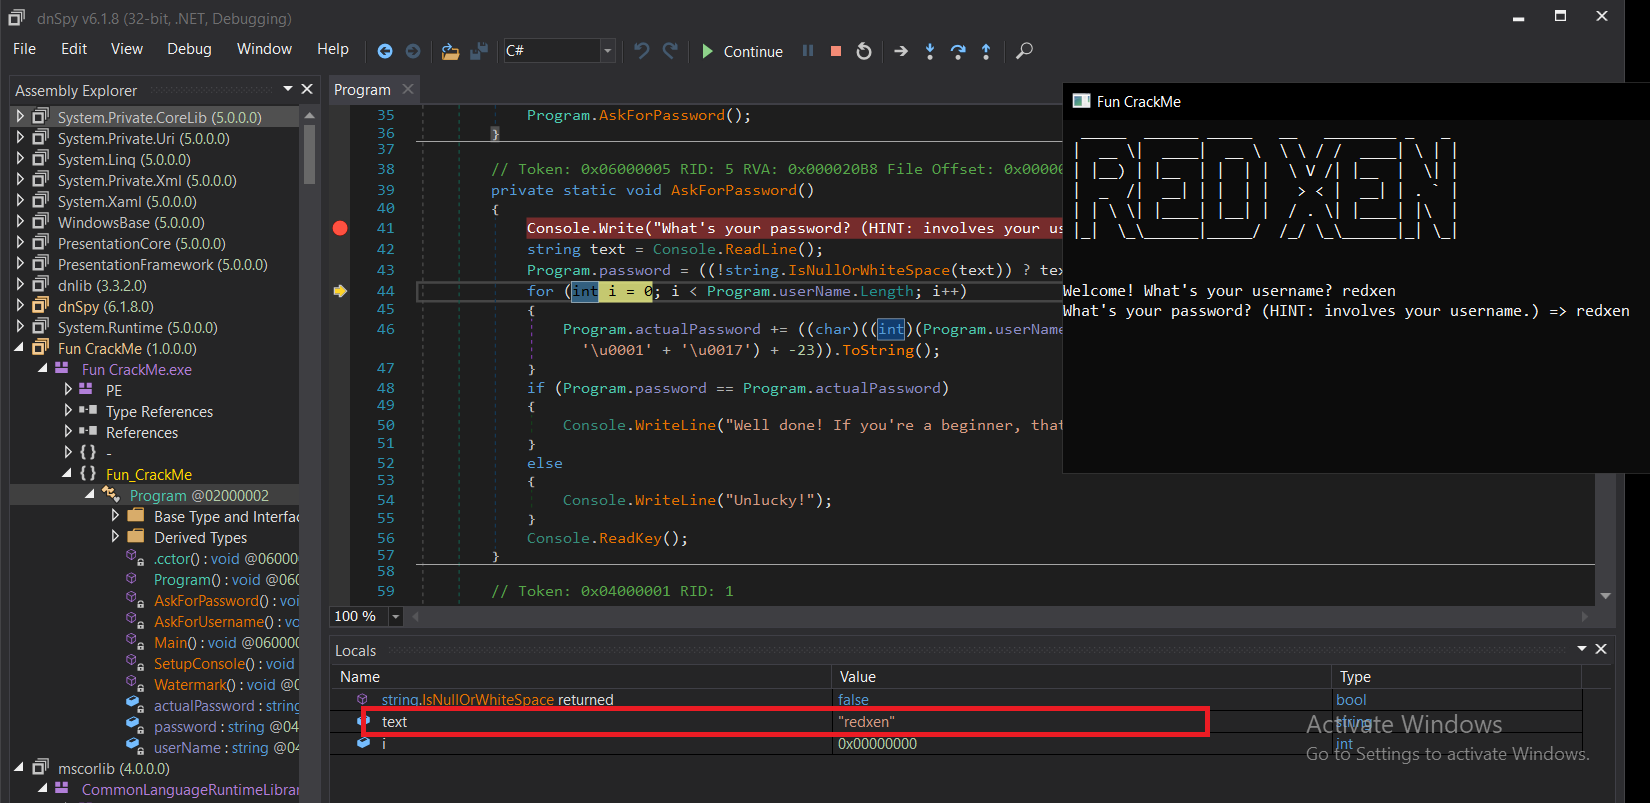 dnSpy v6.1.8 (32-bit, .NET, Debugging)
File Edit View Debug Window Help C# Continue
Assembly Explorer
System.Private.CoreLib (5.0.0.0)
System.Private.Uri (5.0.0.0)
System.Linq (5.0.0.0)
System.Private.Xml (5.0.0.0)
System.Xaml (5.0.0.0)
WindowsBase (5.0.0.0)
PresentationCore (5.0.0.0)
PresentationFramework (5.0.0.0)
dnlib (3.3.2.0)
dnSpy (6.1.8.0)
System.Runtime (5.0.0.0)
Fun CrackMe (1.0.0.0)
Fun CrackMe.exe
PE
Type References
References
{ } -
{ } Fun_CrackMe
Program @02000002
Base Type and Interfac
Derived Types
.cctor() : void @06000
Program() : void @060
AskForPassword() : voi
AskForUsername() : vo
Main() : void @060000
SetupConsole() : void
Watermark() : void @0
actualPassword : string
password : string @04
userName : string @04
mscorlib (4.0.0.0)
CommonLanguageRuntimeLibrar
Program
35 Program.AskForPassword();
36 }
37
38 // Token: 0x06000005 RID: 5 RVA: 0x000020B8 File Offset: 0x00000
39 private static void AskForPassword()
40 {
41 Console.Write("What's your password? (HINT: involves your us
42 string text = Console.ReadLine();
43 Program.password = ((!string.IsNullOrWhiteSpace(text)) ? tex
44 for (int i = 0; i < Program.userName.Length; i++)
45 {
46 Program.actualPassword += ((char)((int)(Program.userName
'\u0001' + '\u0017') + -23)).ToString();
47 }
48 if (Program.password == Program.actualPassword)
49 {
50 Console.WriteLine("Well done! If you're a beginner, that
51 }
52 else
53 {
54 Console.WriteLine("Unlucky!");
55 }
56 Console.ReadKey();
57 }
58
59 // Token: 0x04000001 RID: 1
100 %
Fun CrackMe
REDXEN
Welcome! What's your username? redxen
What's your password? (HINT: involves your username.) => redxen
Locals
Name Value Type
string.IsNullOrWhiteSpace returned false bool
text "redxen" string
i 0x00000000 int
Activate Windows
Go to Settings to activate Windows.